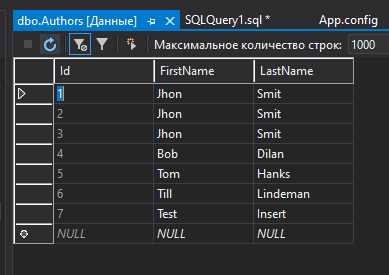 dbo.Authors [Данные] SQLQuery1.sql * App.config
Максимальное количество строк: 1000
Id FirstName LastName
1 Jhon Smit
2 Jhon Smit
3 Jhon Smit
4 Bob Dilan
5 Tom Hanks
6 Till Lindeman
7 Test Insert
NULL NULL NULL